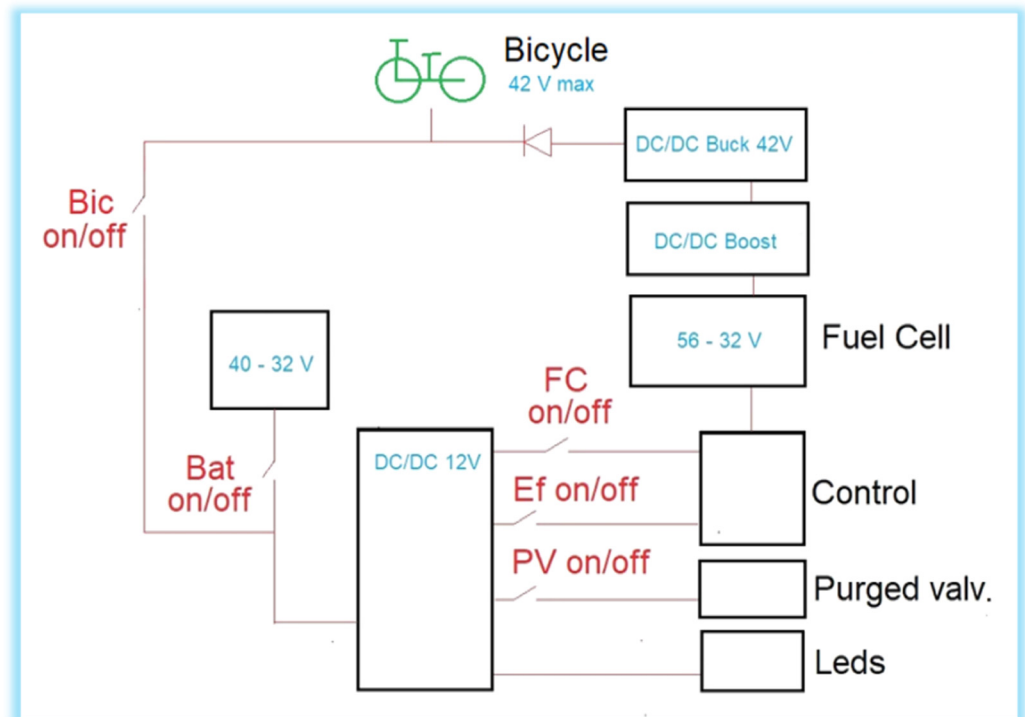 Bicycle
42 V max
DC/DC Buck 42V
Bic
on/off
DC/DC Boost
56 - 32 V
Fuel Cell
40 - 32 V
FC
on/off
Bat
on/off
DC/DC 12V
Ef on/off
Control
PV on/off
Purged valv.
Leds